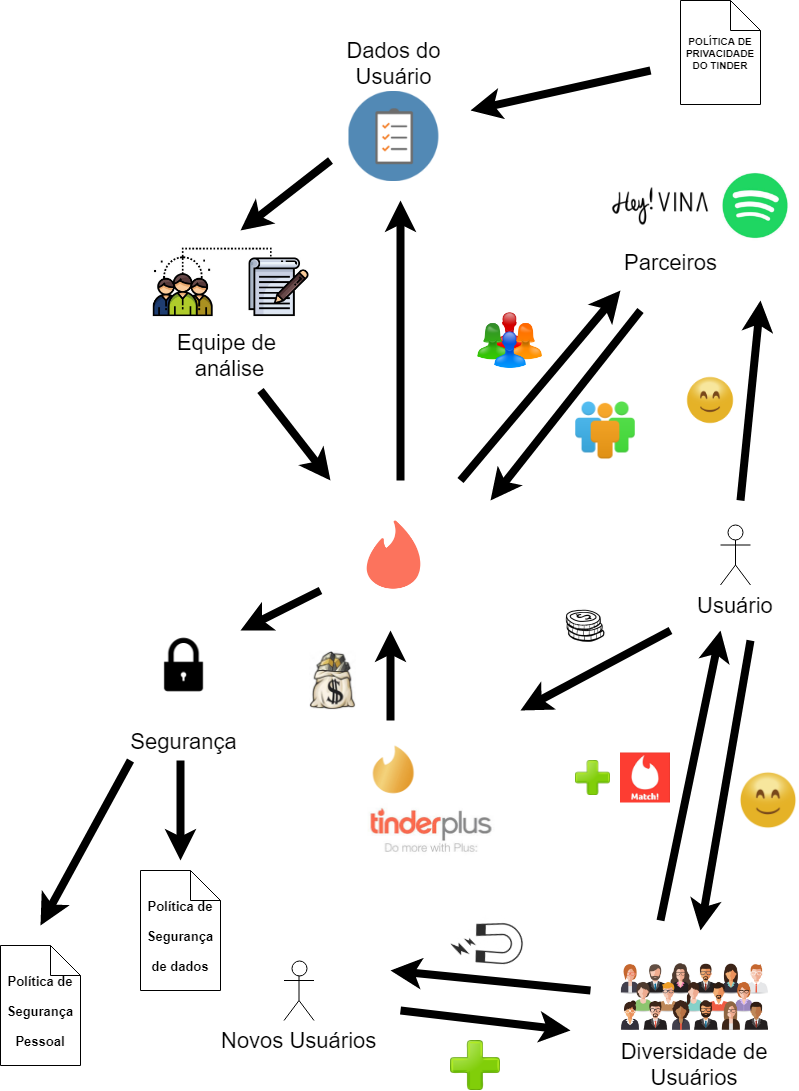 Dados do
Usuário
POLÍTICA DE
PRIVACIDADE
DO TINDER
Hey! VINA
Parceiros
Equipe de
análise
Usuário
$
Segurança
Match!
tinderplus
Do more with Plus:
Política de
Segurança
de dados
Política de
Segurança
Pessoal
Novos Usuários
Diversidade de
Usuários